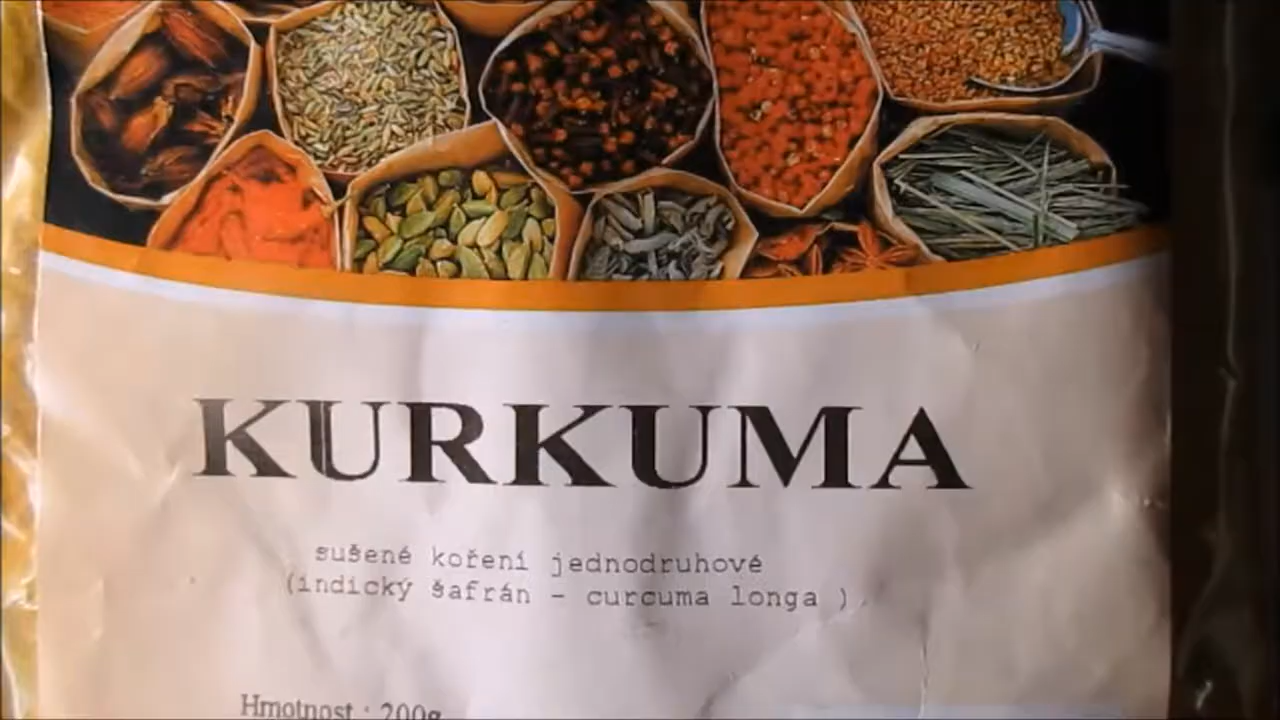 KURKUMA
sušené koření jednodruhové
(indický šafrán - curcuma longa )
Hmotnost : 200g